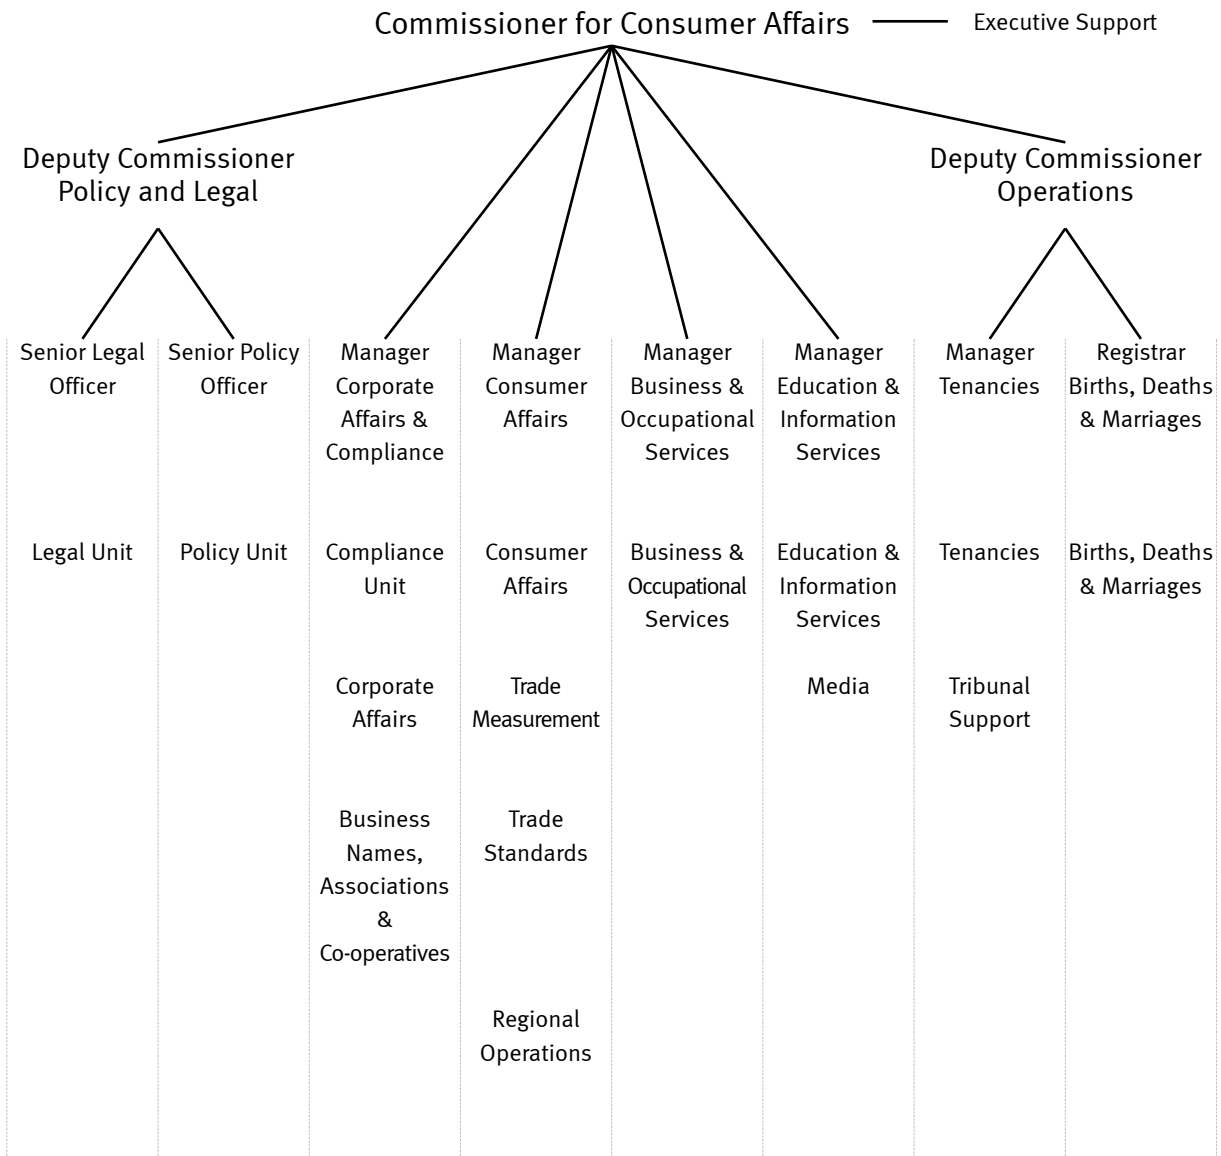 Commissioner for Consumer Affairs
Executive Support
Deputy Commissioner
Policy and Legal
Deputy Commissioner
Operations
Senior Legal
Officer
Senior Policy
Officer
Manager
Corporate
Affairs &
Compliance
Manager
Consumer
Affairs
Manager
Business &
Occupational
Services
Manager
Education &
Information
Services
Manager
Tenancies
Registrar
Births, Deaths
& Marriages
Legal Unit
Policy Unit
Compliance
Unit
Consumer
Affairs
Business &
Occupational
Services
Education &
Information
Services
Tenancies
Births, Deaths
& Marriages
Corporate
Affairs
Trade
Measurement
Media
Tribunal
Support
Business
Names,
Associations
&
Co-operatives
Trade
Standards
Regional
Operations